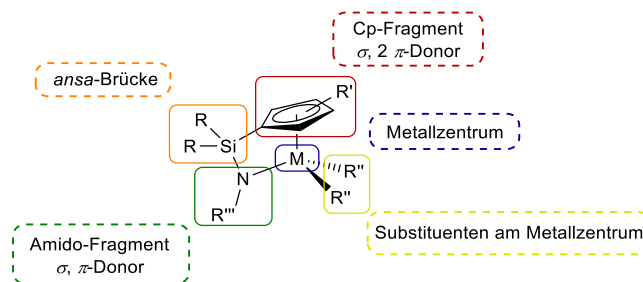 Cp-Fragment
σ, 2 π-Donor
ansa-Brücke
R'
R
Si
R
Metallzentrum
M
R''
N
R''
R'''
Amido-Fragment
σ, π-Donor
Substituenten am Metallzentrum